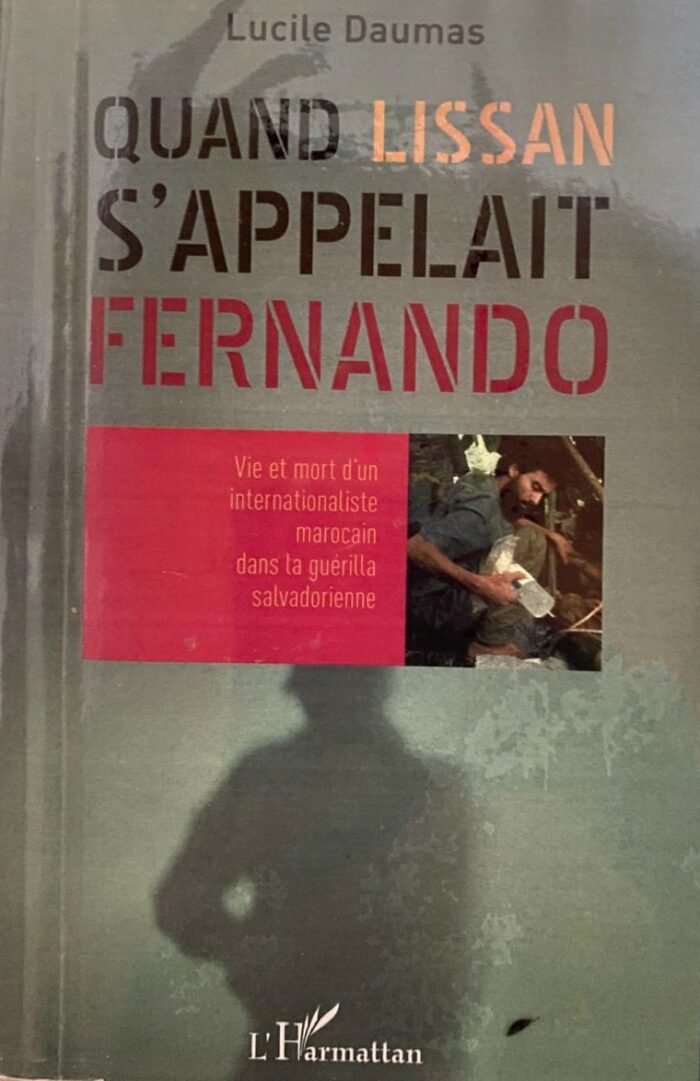 Lucile Daumas
QUAND LISSAN
S'APPELAIT
FERNANDO
Vie et mort d'un
internationaliste
marocain
dans la guérilla
salvadorienne
L'Harmattan